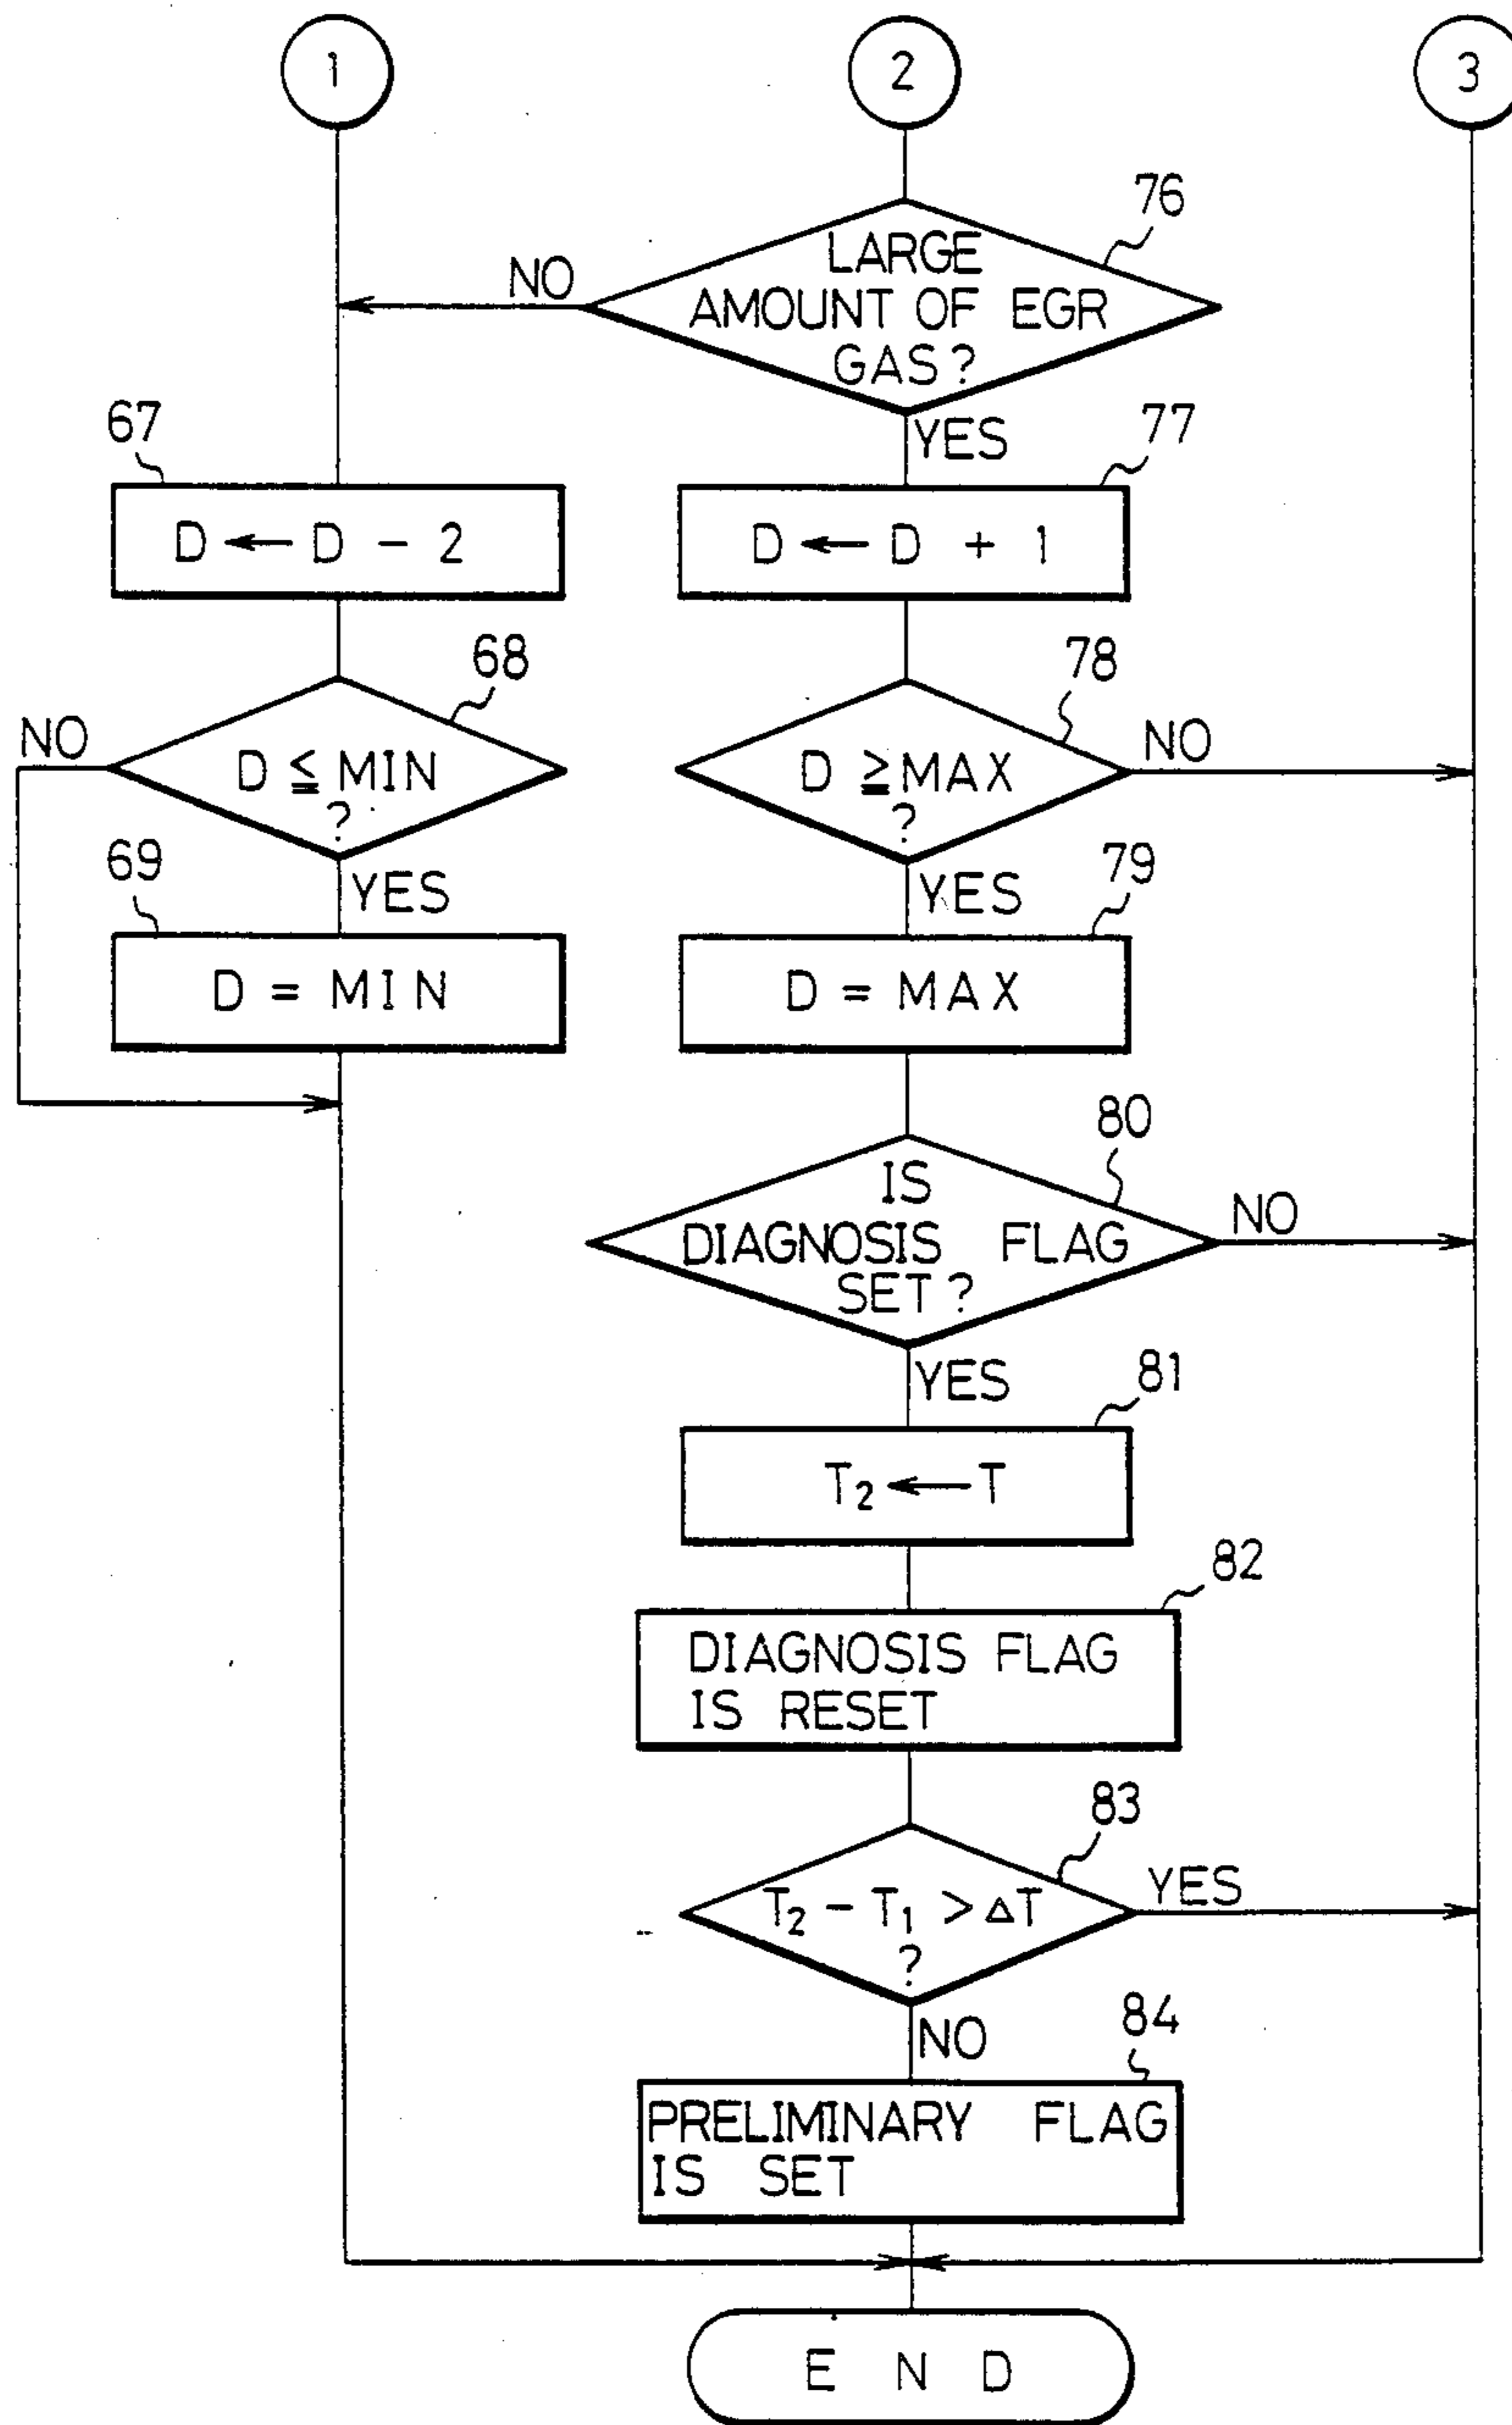 1
2
3
76
LARGE
AMOUNT OF EGR
GAS?
NO
YES
67
77
D ← D - 2
D ← D + 1
68
78
NO
D ≦ MIN
?
D ≧ MAX
?
NO
69
YES
79
YES
D = MIN
D = MAX
80
IS
DIAGNOSIS FLAG
SET?
NO
YES
81
T₂ ← T
82
DIAGNOSIS FLAG
IS RESET
83
T₂ - T₁ > ΔT
?
YES
NO
84
PRELIMINARY FLAG
IS SET
END